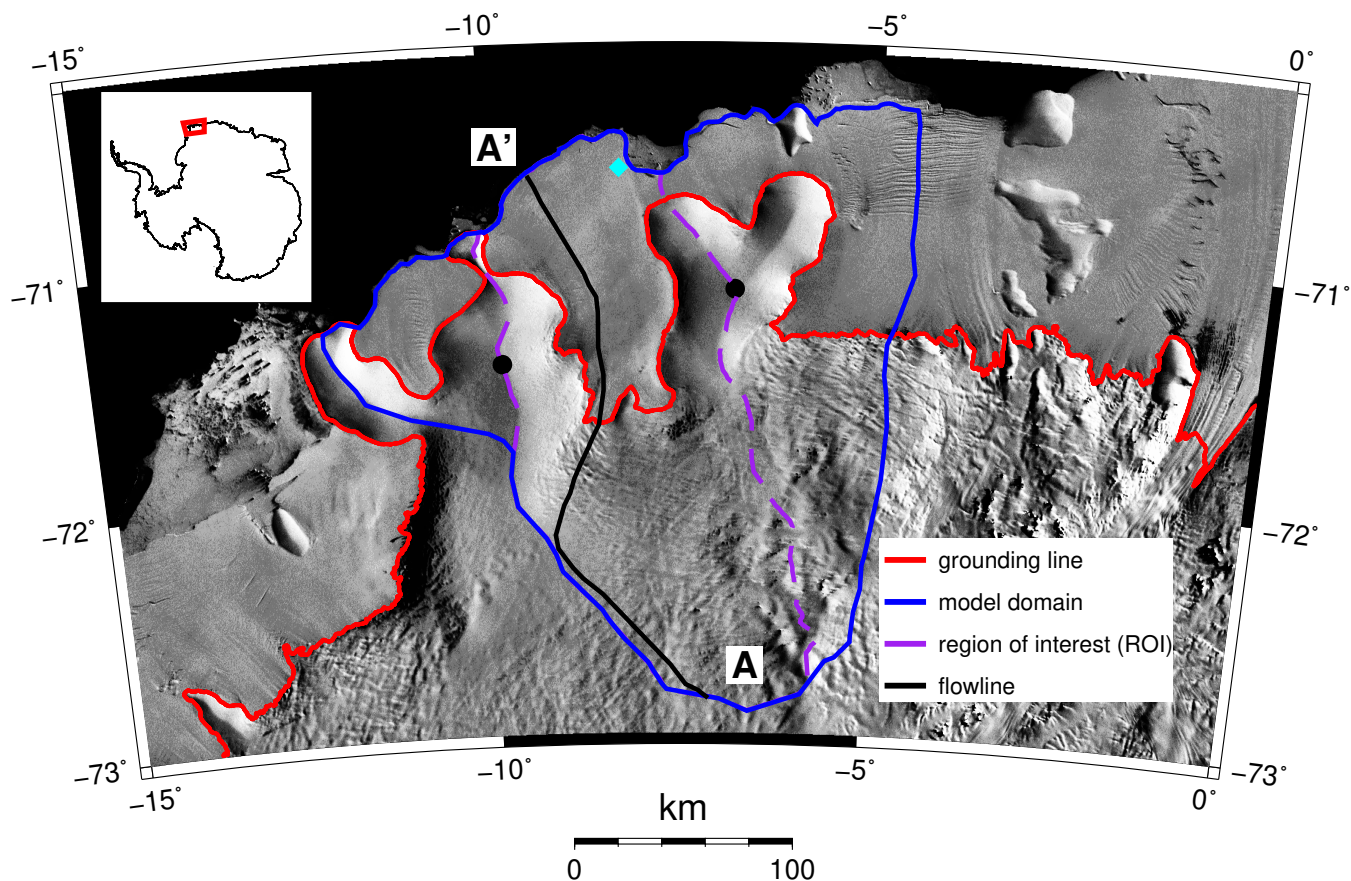 −10˚ −5˚
−15˚ 0˚
A’
−71˚ −71˚
−72˚ −72˚
grounding line
model domain
region of interest (ROI)
A
flowline
−73˚ −10˚ −5˚ −73˚
−15˚ 0˚
km
0 100